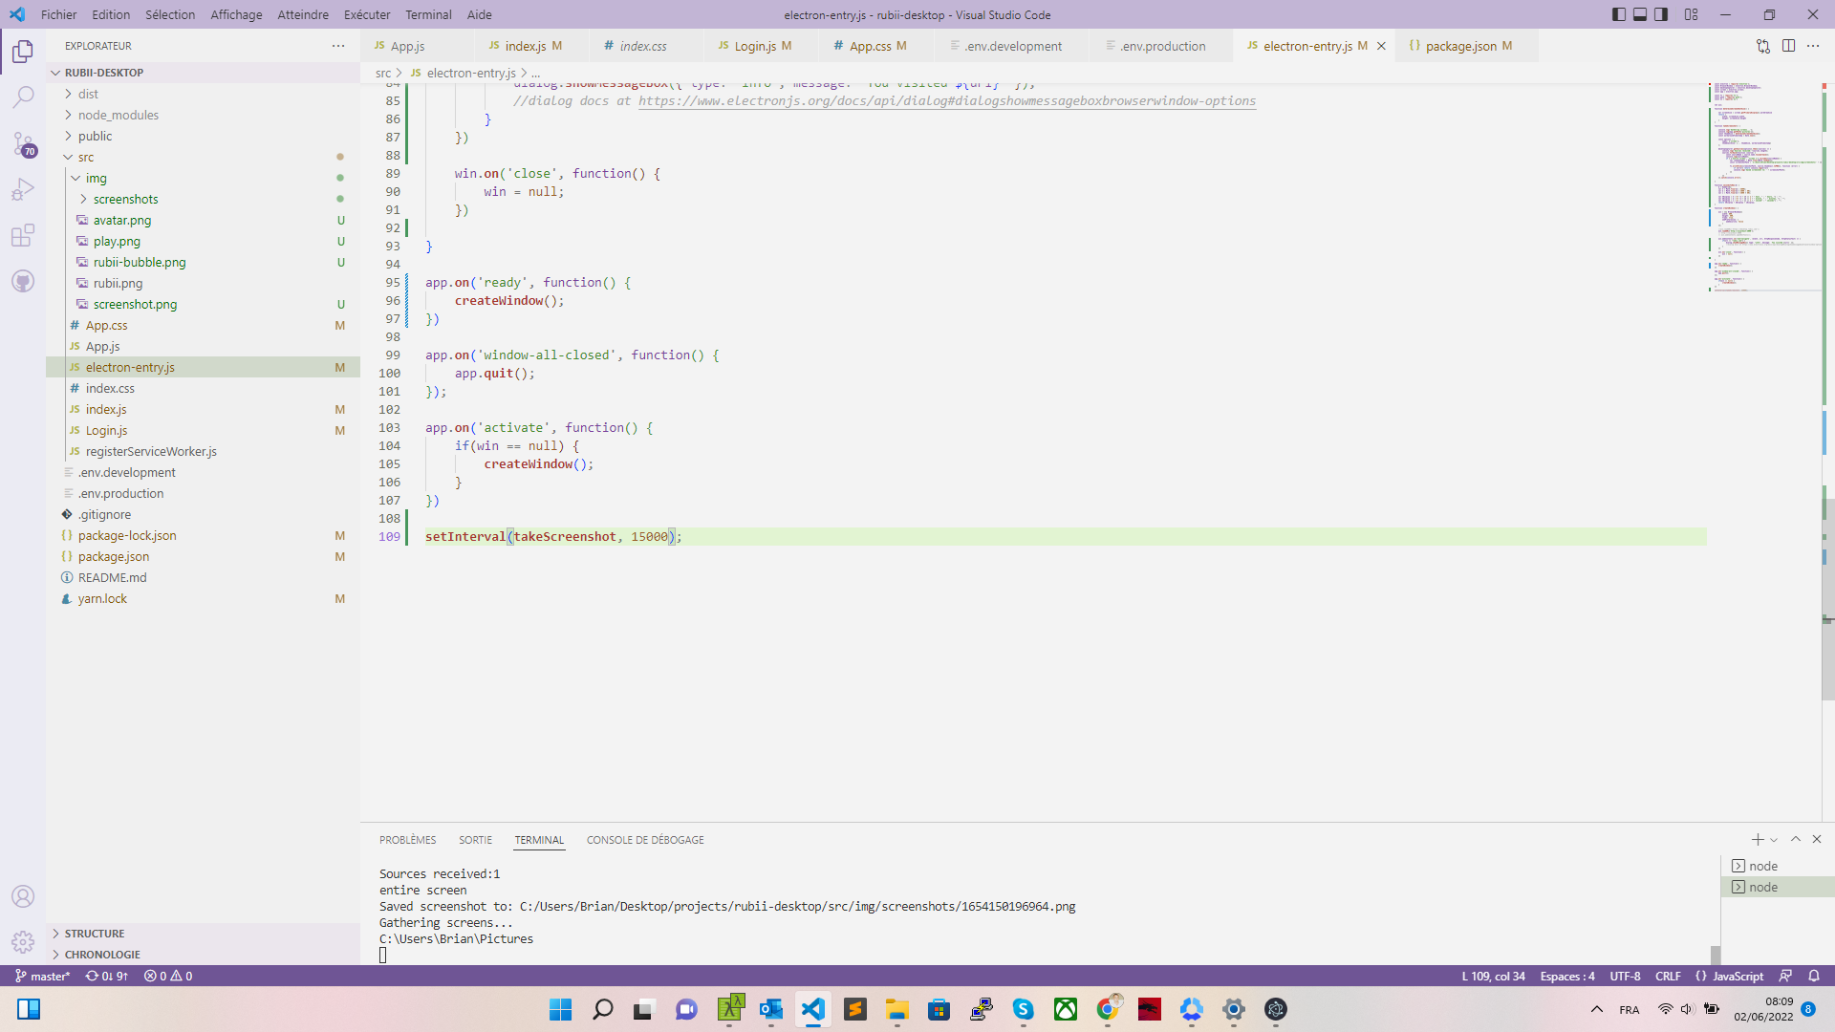 Fichier Edition Sélection Affichage Atteindre Exécuter Terminal Aide
electron-entry.js - rubii-desktop - Visual Studio Code
EXPLORATEUR
RUBII-DESKTOP
dist
node_modules
public
src
img
screenshots
avatar.png U
play.png U
rubii-bubble.png U
rubii.png
screenshot.png U
App.css M
App.js
electron-entry.js M
index.css
index.js M
Login.js M
registerServiceWorker.js
.env.development
.env.production
.gitignore
package-lock.json M
package.json M
README.md
yarn.lock M
STRUCTURE
CHRONOLOGIE
70
JS App.js
JS index.js M
# index.css
JS Login.js M
# App.css M
.env.development
.env.production
JS electron-entry.js M
{} package.json M
src > JS electron-entry.js > ...
84 dialog.showMessageBox({ type: 'info', message: `You visited ${url}` });
85 //dialog docs at https://www.electronjs.org/docs/api/dialog#dialogshowmessageboxbrowserwindow-options
86 }
87 })
88
89 win.on('close', function() {
90 win = null;
91 })
92
93 }
94
95 app.on('ready', function() {
96 createWindow();
97 })
98
99 app.on('window-all-closed', function() {
100 app.quit();
101 });
102
103 app.on('activate', function() {
104 if(win == null) {
105 createWindow();
106 }
107 })
108
109 setInterval(takeScreenshot, 15000);
PROBLÈMES SORTIE TERMINAL CONSOLE DE DÉBOGAGE
Sources received:1
entire screen
Saved screenshot to: C:/Users/Brian/Desktop/projects/rubii-desktop/src/img/screenshots/1654150196964.png
Gathering screens...
C:\Users\Brian\Pictures
node
node
master* 0↓ 9↑ 0 0
L 109, col 34 Espaces : 4 UTF-8 CRLF {} JavaScript
FRA
08:09
02/06/2022
8